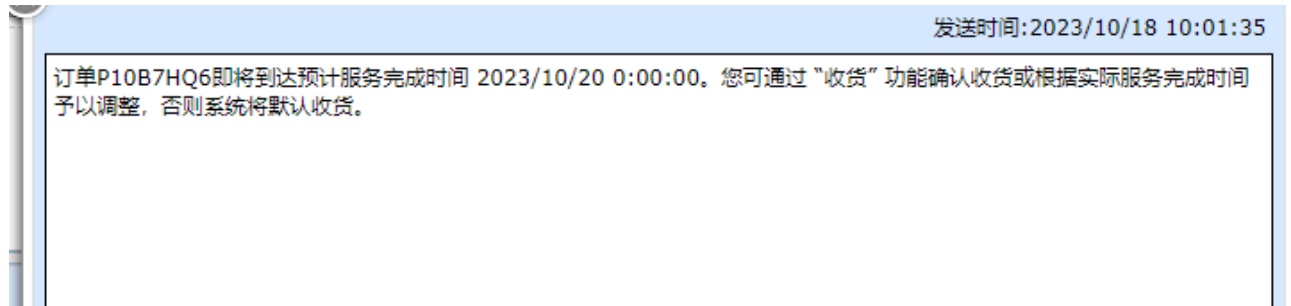 发送时间:2023/10/18 10:01:35
订单P10B7HQ6即将到达预计服务完成时间 2023/10/20 0:00:00。您可通过“收货”功能确认收货或根据实际服务完成时间
予以调整，否则系统将默认收货。